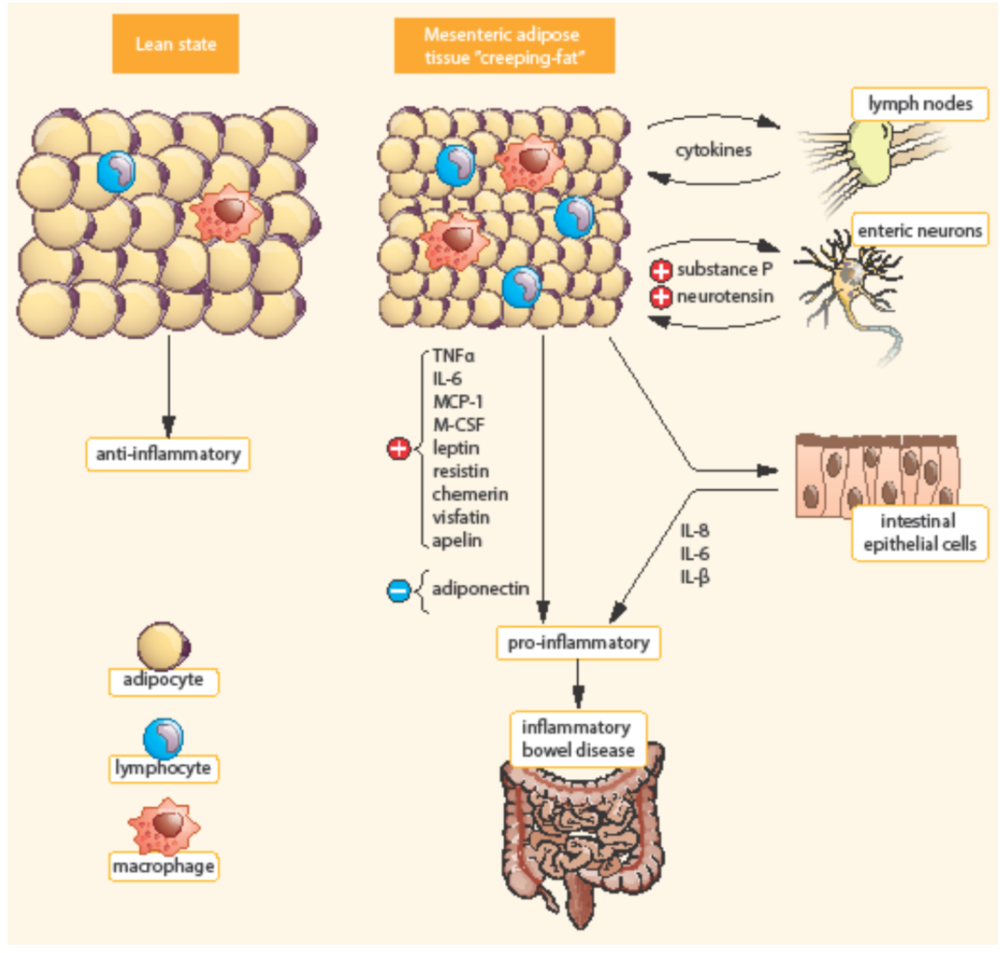 Lean state
Mesenteric adipose
tissue "creeping-fat"
lymph nodes
cytokines
enteric neurons
substance P
neurotensin
TNFα
IL-6
MCP-1
M-CSF
leptin
resistin
chemerin
visfatin
apelin
adiponectin
anti-inflammatory
intestinal
epithelial cells
IL-8
IL-6
IL-β
pro-inflammatory
inflammatory
bowel disease
adipocyte
lymphocyte
macrophage